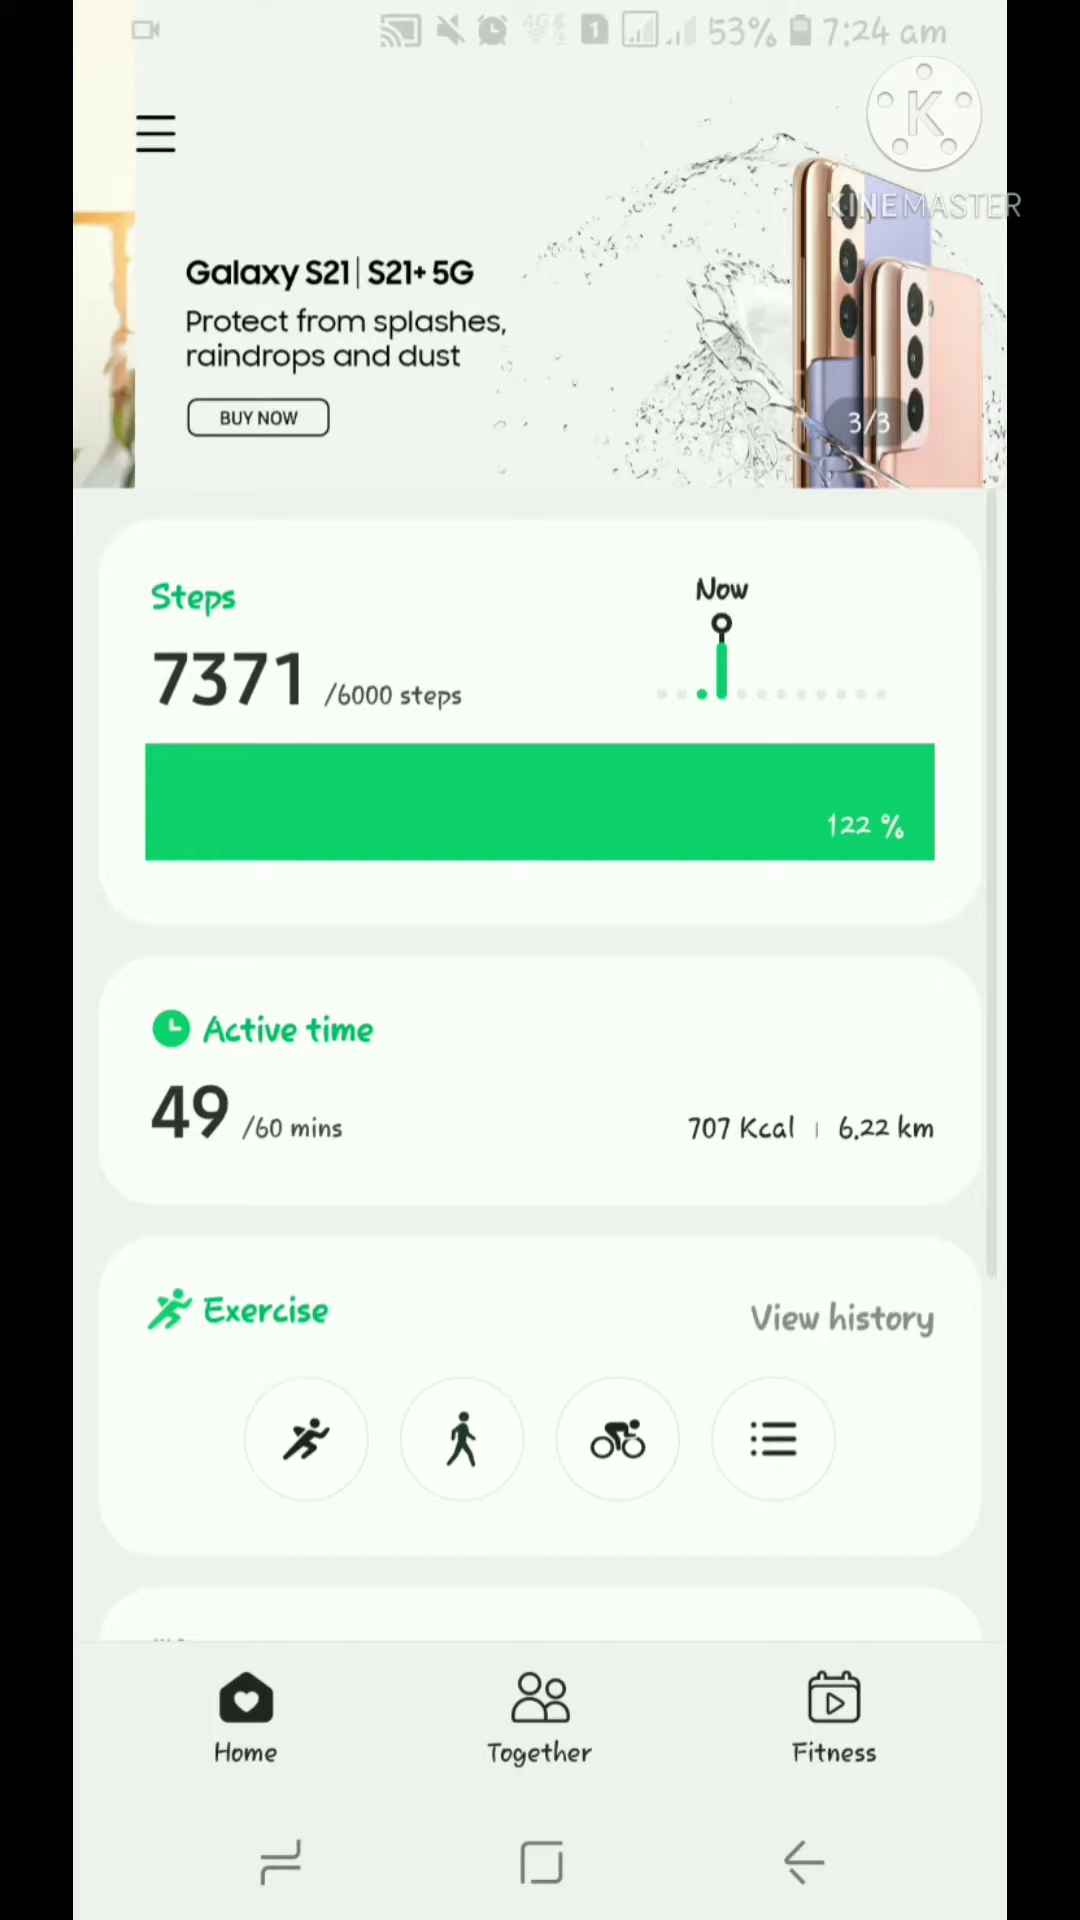 4G
1
53% 7:24 am
K
KINEMASTER
Galaxy S21 | S21+ 5G
Protect from splashes,
raindrops and dust
BUY NOW
3/3
Steps
Now
7371 /6000 steps
122 %
Active time
49 /60 mins
707 Kcal | 6.22 km
Exercise
View history
Home
Together
Fitness